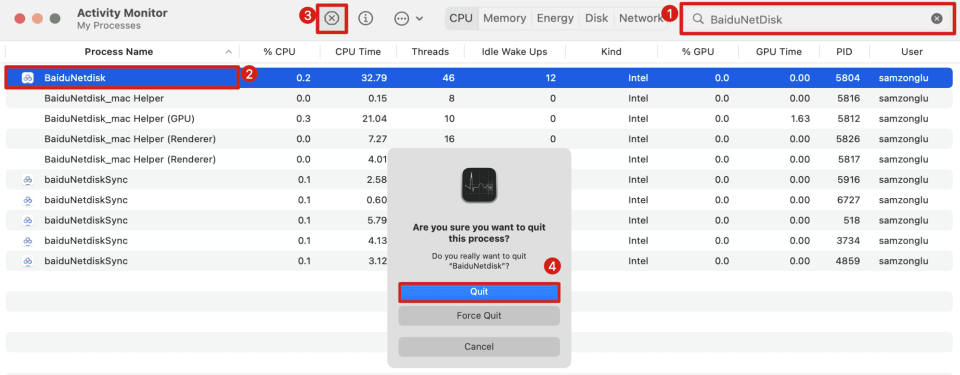 Activity Monitor
My Processes
3
CPU Memory Energy Disk Network
1
BaiduNetDisk
Process Name % CPU CPU Time Threads Idle Wake Ups Kind % GPU GPU Time PID User
BaiduNetdisk 2 0.2 32.79 46 12 Intel 0.0 0.00 5804 samzonglu
BaiduNetdisk_mac Helper 0.0 0.15 8 0 Intel 0.0 0.00 5816 samzonglu
BaiduNetdisk_mac Helper (GPU) 0.3 21.04 10 0 Intel 0.0 1.63 5812 samzonglu
BaiduNetdisk_mac Helper (Renderer) 0.0 7.27 16 0 Intel 0.0 0.00 5826 samzonglu
BaiduNetdisk_mac Helper (Renderer) 0.0 4.01 Intel 0.0 0.00 5817 samzonglu
baiduNetdiskSync 0.1 2.58 Intel 0.0 0.00 5916 samzonglu
baiduNetdiskSync 0.1 0.60 Intel 0.0 0.00 6727 samzonglu
baiduNetdiskSync 0.1 5.79 Intel 0.0 0.00 518 samzonglu
baiduNetdiskSync 0.1 4.13 Intel 0.0 0.00 3734 samzonglu
baiduNetdiskSync 0.1 3.12 Intel 0.0 0.00 4859 samzonglu
Are you sure you want to quit
this process?
Do you really want to quit
“BaiduNetdisk”?
4
Quit
Force Quit
Cancel